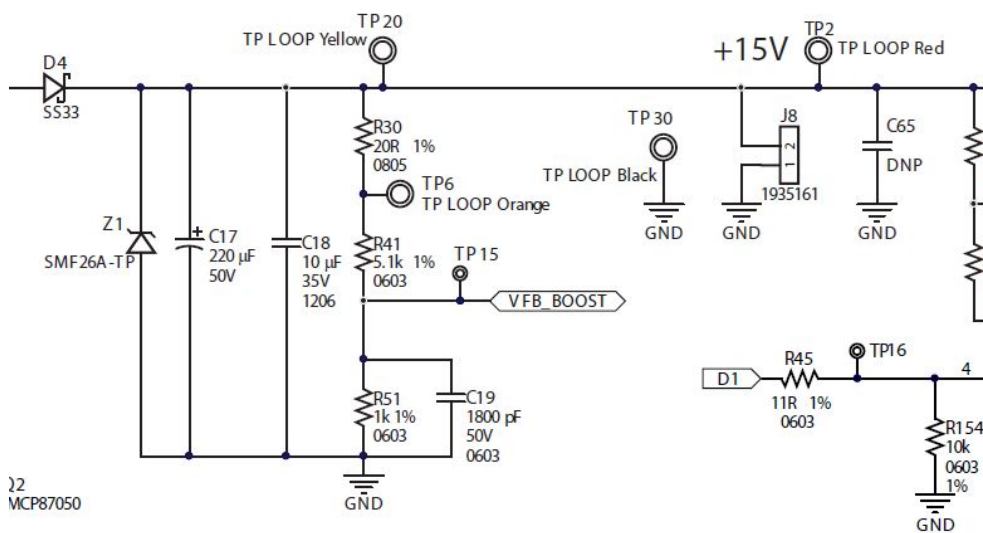 D4
SS33
TP 20
TP LOOP Yellow
+15V
TP2
TP LOOP Red
R30
20R 1%
0805
TP6
TP LOOP Orange
TP 30
TP LOOP Black
GND
J8
2
1
1935161
GND
C65
DNP
GND
Z1
SMF26A-TP
+
C17
220 µF
50V
C18
10 µF
35V
1206
R41
5.1k 1%
0603
TP 15
VFB_BOOST
R51
1k 1%
0603
C19
1800 pF
50V
0603
GND
MCP87050
D1
R45
11R 1%
0603
TP16
4
R154
10k
0603
1%
GND